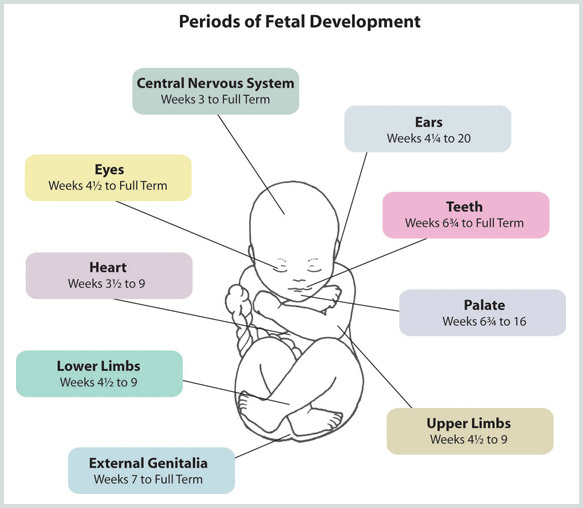 Periods of Fetal Development
Central Nervous System
Weeks 3 to Full Term
Ears
Weeks 4¼ to 20
Eyes
Weeks 4½ to Full Term
Teeth
Weeks 6¾ to Full Term
Heart
Weeks 3½ to 9
Palate
Weeks 6¾ to 16
Lower Limbs
Weeks 4½ to 9
Upper Limbs
Weeks 4½ to 9
External Genitalia
Weeks 7 to Full Term